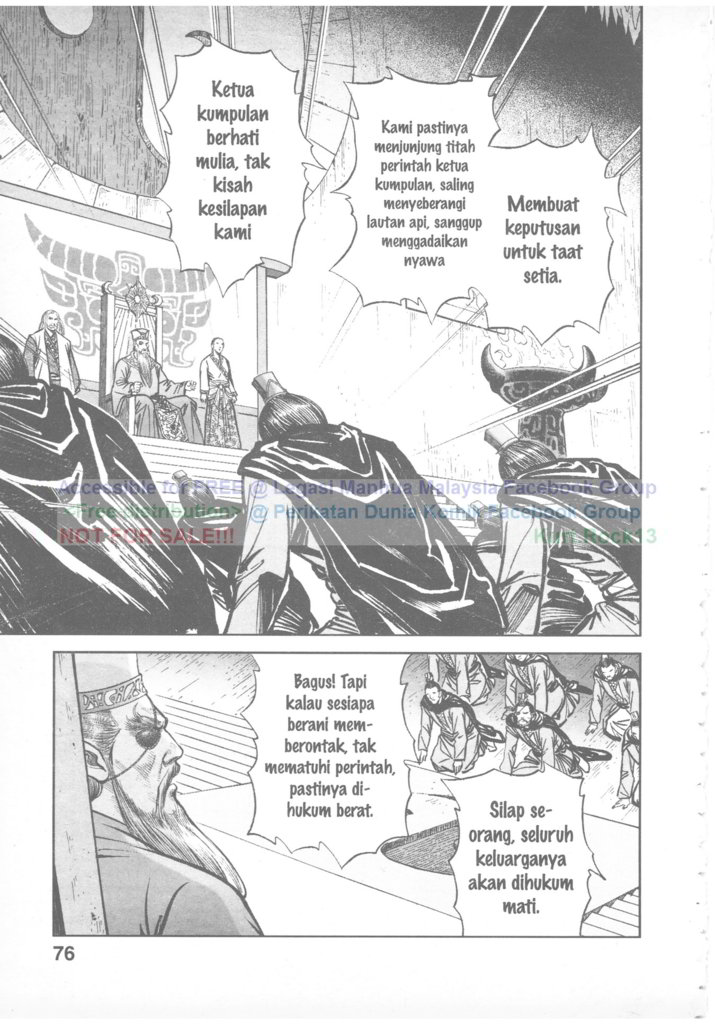 Ketua
kumpulan
berhati
mulia, tak
kisah
kesilapan
kami
Kami pastinya
menjunjung titah
perintah ketua
kumpulan, saling
menyeberangi
lautan api, sanggup
menggadaikan
nyawa
Membuat
keputusan
untuk taat
setia.
Accessible for FREE @ Legasi Manhua Malaysia Facebook Group
<Free distribution> @ Perikatan Dunia Komik Facebook Group
NOT FOR SALE!!!
Rock13
Bagus! Tapi
kalau sesiapa
berani mem-
berontak, tak
mematuhi perintah,
pastinya di-
hukum berat.
Silap se-
orang, seluruh
keluarganya
akan dihukum
mati.
76